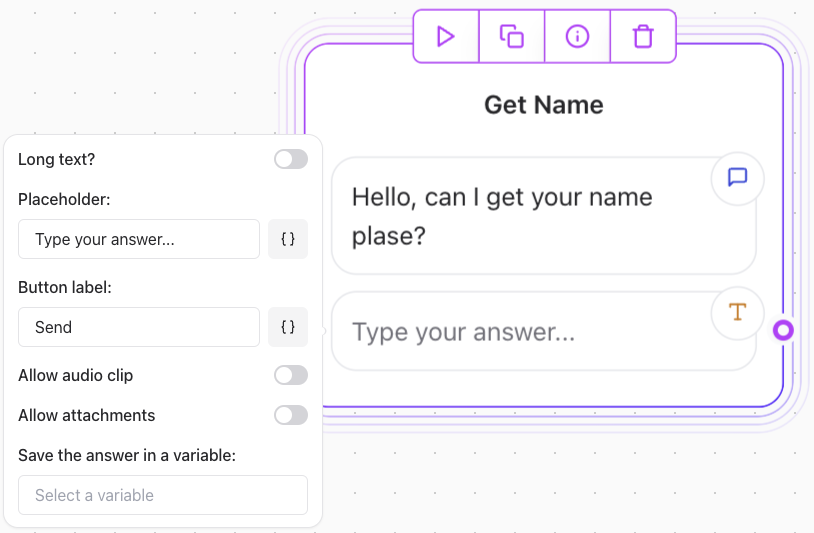 Get Name
Hello, can I get your name
plase?
Type your answer...
Long text?
Placeholder:
Type your answer...
{ }
Button label:
Send
{ }
Allow audio clip
Allow attachments
Save the answer in a variable:
Select a variable